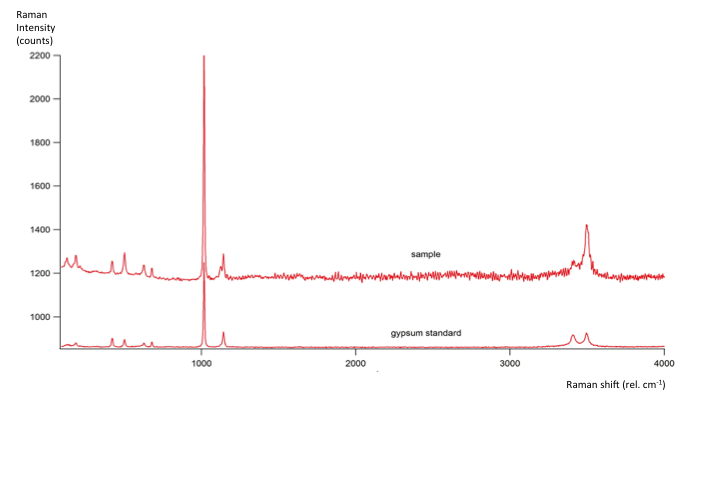 Raman
Intensity
(counts)
2200
2000
1800
1600
1400
1200
1000
sample
gypsum standard
1000 2000 3000 4000
Raman shift (rel. cm⁻¹)